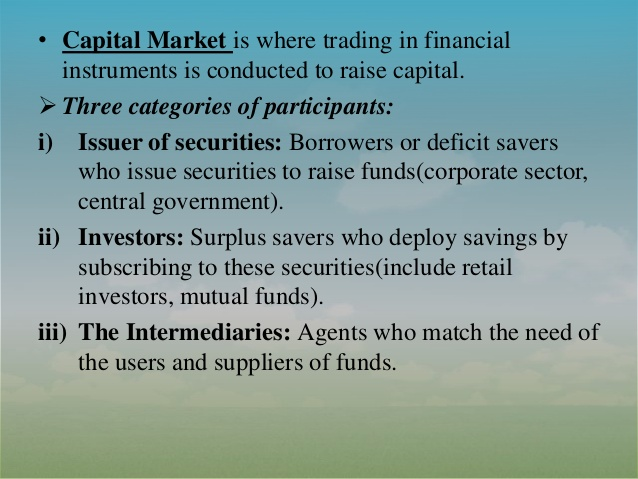 • Capital Market is where trading in financial
instruments is conducted to raise capital.
➢ Three categories of participants:
i) Issuer of securities: Borrowers or deficit savers
who issue securities to raise funds(corporate sector,
central government).
ii) Investors: Surplus savers who deploy savings by
subscribing to these securities(include retail
investors, mutual funds).
iii) The Intermediaries: Agents who match the need of
the users and suppliers of funds.